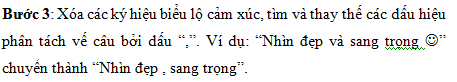 Bước 3: Xóa các ký hiệu biểu lộ cảm xúc, tìm và thay thế các dấu hiệu
phân tách vế câu bởi dấu “,”. Ví dụ: “Nhìn đẹp và sang trọng ☺”
chuyển thành “Nhìn đẹp , sang trọng”.